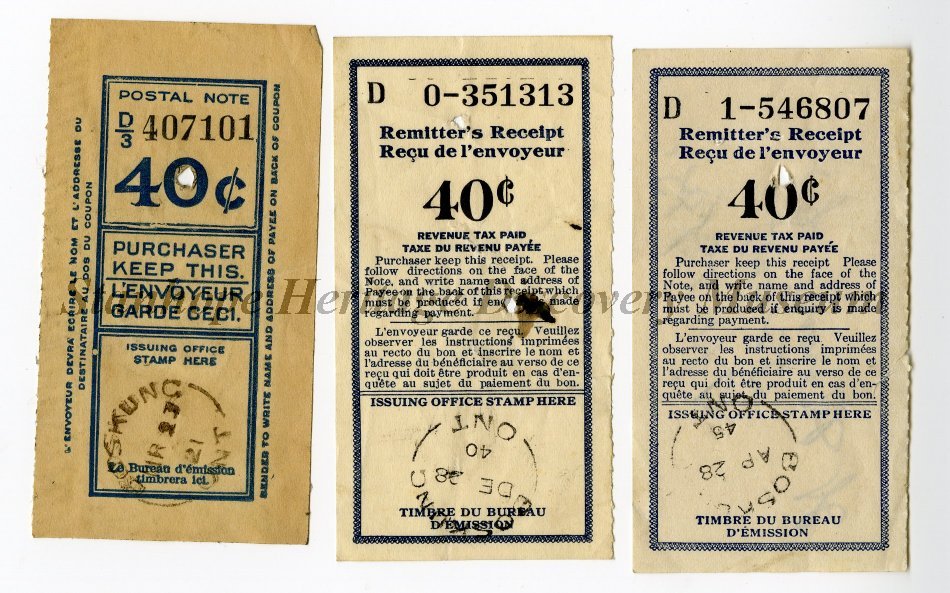 POSTAL NOTE
D/3 407101
40¢
PURCHASER
KEEP THIS.
L'ENVOYEUR
GARDE CECI.
ISSUING OFFICE
STAMP HERE
Le Bureau d'émission
timbrera ici.
L'ENVOYEUR DEVRA ECRIRE LE NOM ET L'ADDRESSE DU
DESTINATAIRE AU DOS DU COUPON
SENDER TO WRITE NAME AND ADDRESS OF PAYEE ON BACK OF COUPON
21
D 0-351313
Remitter's Receipt
Reçu de l'envoyeur
40¢
REVENUE TAX PAID
TAXE DU REVENU PAYÉE
Purchaser keep this receipt. Please
follow directions on the face of the
Note, and write name and address of
Payee on the back of this receipt which
must be produced if enquiry is made
regarding payment.
L'envoyeur garde ce reçu. Veuillez
observer les instructions imprimées
au recto du bon et inscrire le nom et
l'adresse du bénéficiaire au verso de ce
reçu qui doit être produit en cas d'en-
quête au sujet du paiement du bon.
ISSUING OFFICE STAMP HERE
ONT
40
DE 28
TIMBRE DU BUREAU
D'ÉMISSION
D 1-546807
Remitter's Receipt
Reçu de l'envoyeur
40¢
REVENUE TAX PAID
TAXE DU REVENU PAYÉE
Purchaser keep this receipt. Please
follow directions on the face of the
Note, and write name and address of
Payee on the back of this receipt which
must be produced if enquiry is made
regarding payment.
L'envoyeur garde ce reçu. Veuillez
observer les instructions imprimées
au recto du bon et inscrire le nom et
l'adresse du bénéficiaire au verso de ce
reçu qui doit être produit en cas d'en-
quête au sujet du paiement du bon.
ISSUING OFFICE STAMP HERE
ONT
45
AP 28
TIMBRE DU BUREAU
D'ÉMISSION